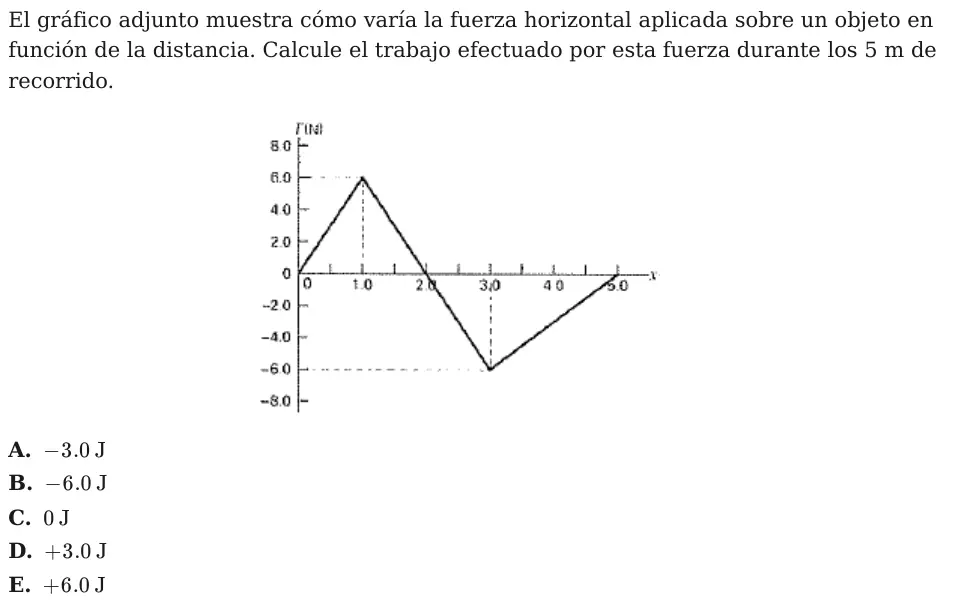 El gráfico adjunto muestra cómo varía la fuerza horizontal aplicada sobre un objeto en
función de la distancia. Calcule el trabajo efectuado por esta fuerza durante los 5 m de
recorrido.
F(N)
8.0
6.0
4.0
2.0
0
0 1.0 2.0 3.0 4.0 5.0 x
−2.0
−4.0
−6.0
−8.0
A. −3.0 J
B. −6.0 J
C. 0 J
D. +3.0 J
E. +6.0 J